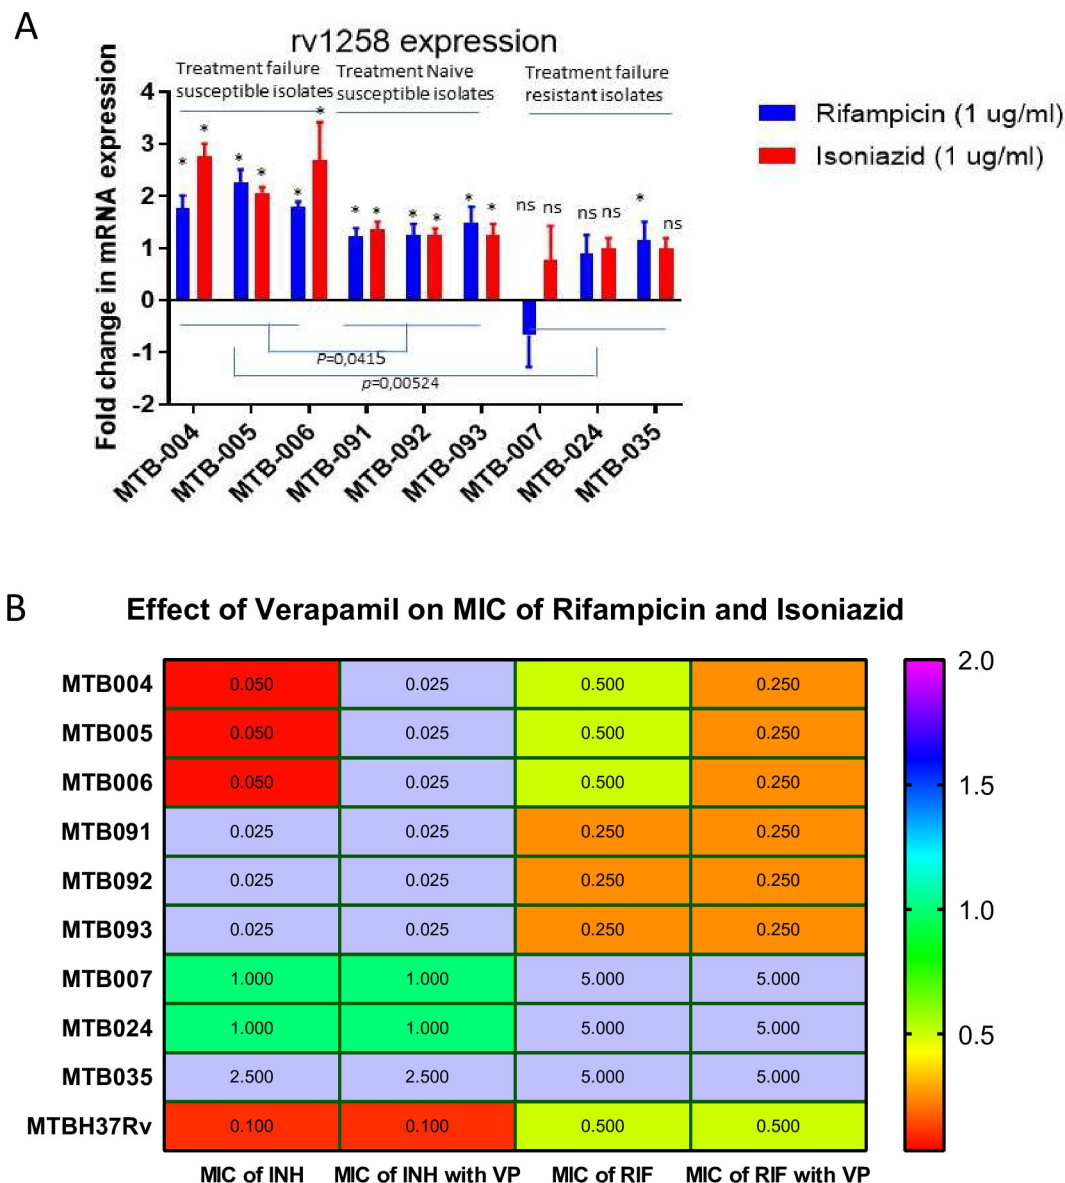 A
rv1258 expression
Treatment failure
susceptible isolates
Treatment Naive
susceptible isolates
Treatment failure
resistant isolates
Rifampicin (1 ug/ml)
Isoniazid (1 ug/ml)
Fold change in mRNA expression
4
3
2
1
0
-1
-2
* * * * * * * * * * * * ns ns ns ns * ns
P=0,0415
p=0,00524
MTB-004
MTB-005
MTB-006
MTB-091
MTB-092
MTB-093
MTB-007
MTB-024
MTB-035
B
Effect of Verapamil on MIC of Rifampicin and Isoniazid
MTB004 0.050 0.025 0.500 0.250
MTB005 0.050 0.025 0.500 0.250
MTB006 0.050 0.025 0.500 0.250
MTB091 0.025 0.025 0.250 0.250
MTB092 0.025 0.025 0.250 0.250
MTB093 0.025 0.025 0.250 0.250
MTB007 1.000 1.000 5.000 5.000
MTB024 1.000 1.000 5.000 5.000
MTB035 2.500 2.500 5.000 5.000
MTBH37Rv 0.100 0.100 0.500 0.500
MIC of INH MIC of INH with VP MIC of RIF MIC of RIF with VP
2.0
1.5
1.0
0.5